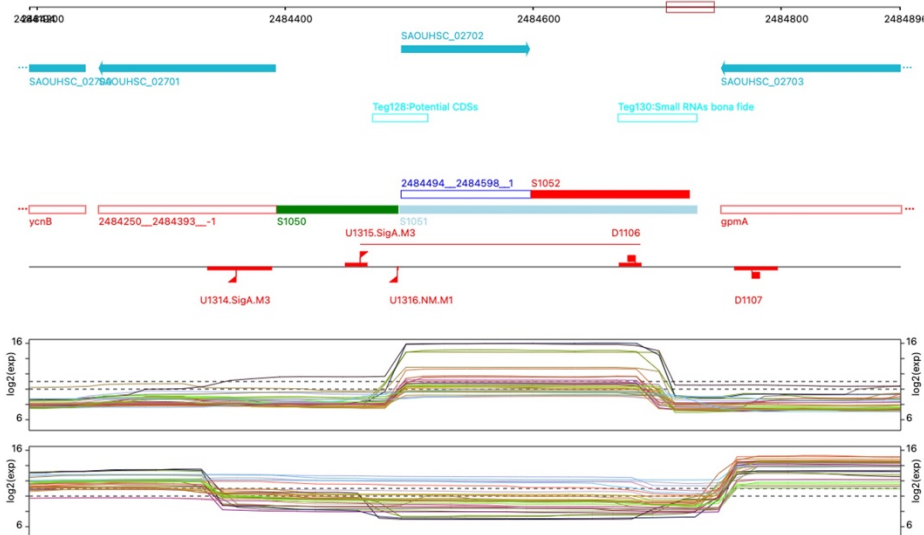 2484400 2484600 2484800 2484896
SAOUHSC_02702
... ...
SAOUHSC_02701 SAOUHSC_02703
Teg128:Potential CDSs Teg130:Small RNAs bona fide
2484494__2484598__1 S1052
... ...
ycnB 2484250__2484393__-1 S1050 S1051 gpmA
U1315.SigA.M3 D1106
U1314.SigA.M3 U1316.NM.M1 D1107
16 16
log2(exp) log2(exp)
6 6
16 16
log2(exp) log2(exp)
6 6